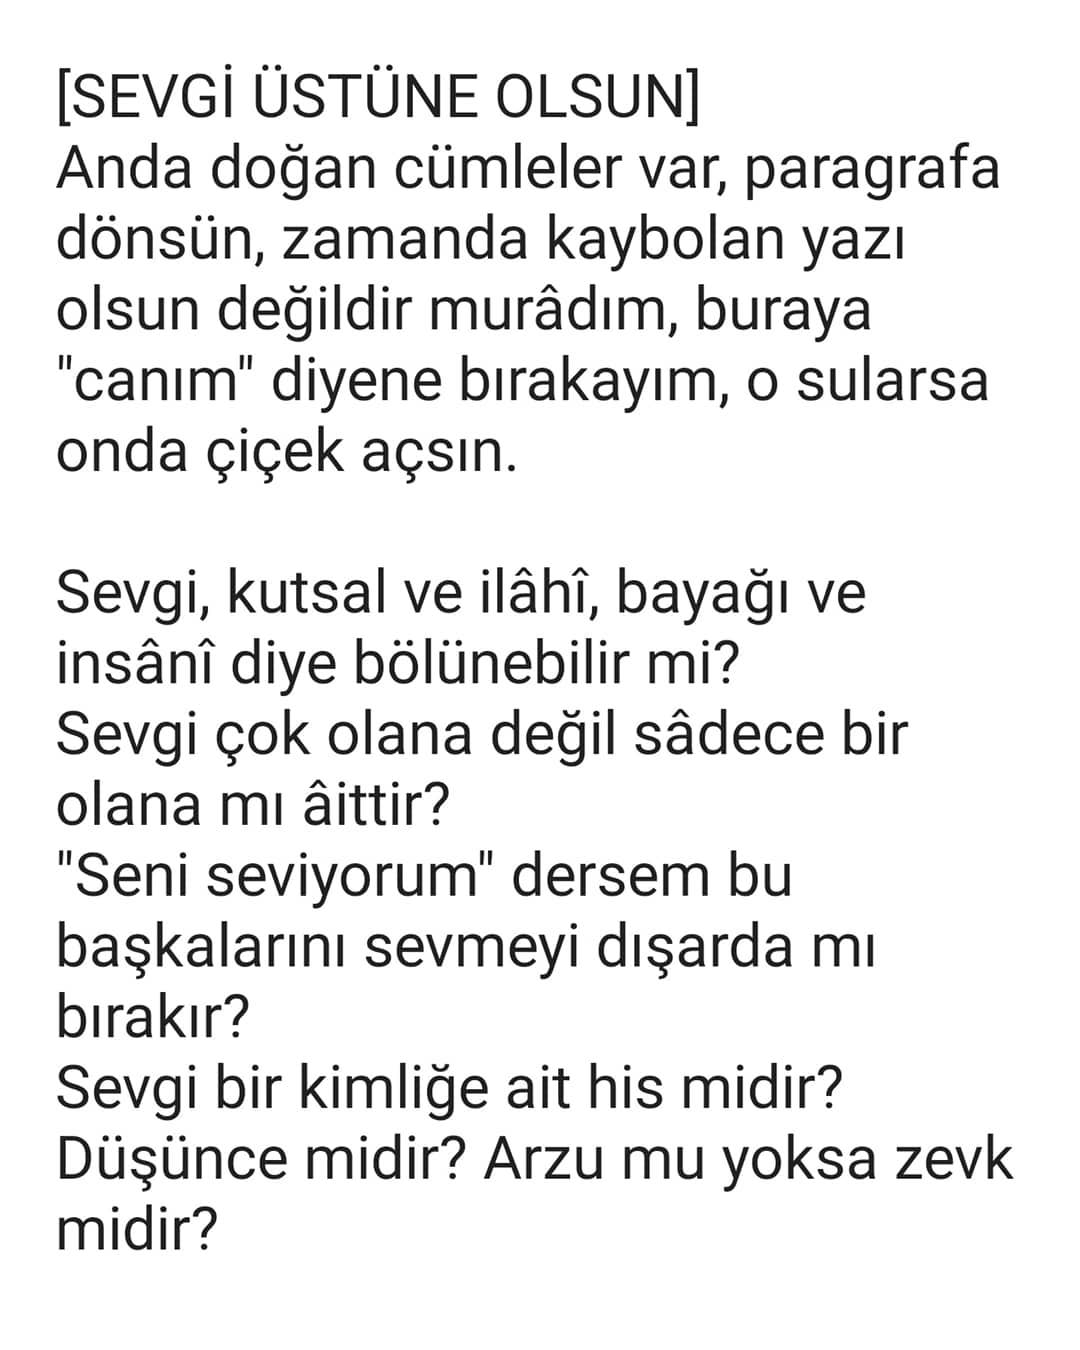 [SEVGİ ÜSTÜNE OLSUN]
Anda doğan cümleler var, paragrafa
dönsün, zamanda kaybolan yazı
olsun değildir murâdım, buraya
"canım" diyene bırakayım, o sularsa
onda çiçek açsın.
Sevgi, kutsal ve ilâhî, bayağı ve
insânî diye bölünebilir mi?
Sevgi çok olana değil sâdece bir
olana mı âittir?
"Seni seviyorum" dersem bu
başkalarını sevmeyi dışarda mı
bırakır?
Sevgi bir kimliğe ait his midir?
Düşünce midir? Arzu mu yoksa zevk
midir?